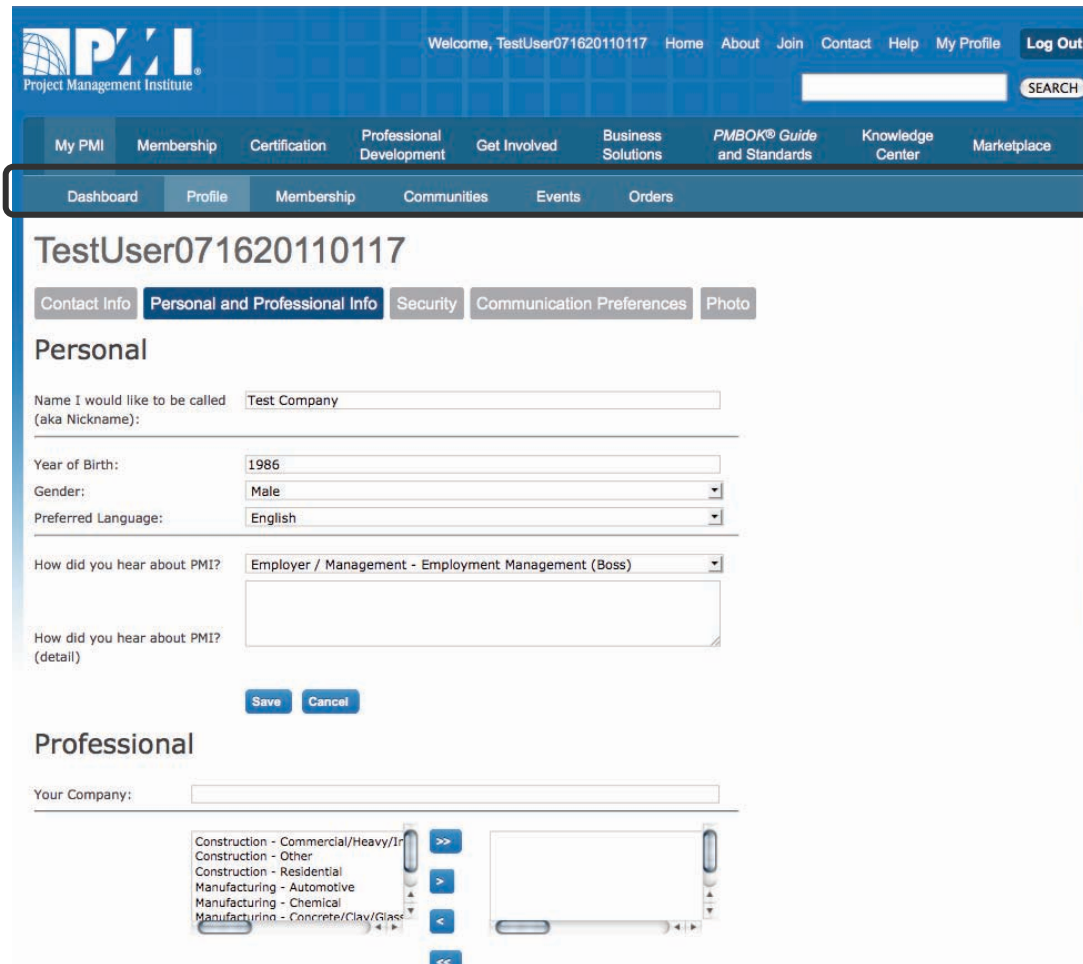 PMI®
Project Management Institute
Welcome, TestUser071620110117 Home About Join Contact Help My Profile Log Out
SEARCH
My PMI Membership Certification Professional Development Get Involved Business Solutions PMBOK® Guide and Standards Knowledge Center Marketplace
Dashboard Profile Membership Communities Events Orders
TestUser071620110117
Contact Info Personal and Professional Info Security Communication Preferences Photo
Personal
Name I would like to be called Test Company
(aka Nickname):
Year of Birth: 1986
Gender: Male
Preferred Language: English
How did you hear about PMI? Employer / Management - Employment Management (Boss)
How did you hear about PMI?
(detail)
Save Cancel
Professional
Your Company:
Construction - Commercial/Heavy/In >>
Construction - Other
Construction - Residential
Manufacturing - Automotive >
Manufacturing - Chemical
Manufacturing - Concrete/Clay/Glass <
<<